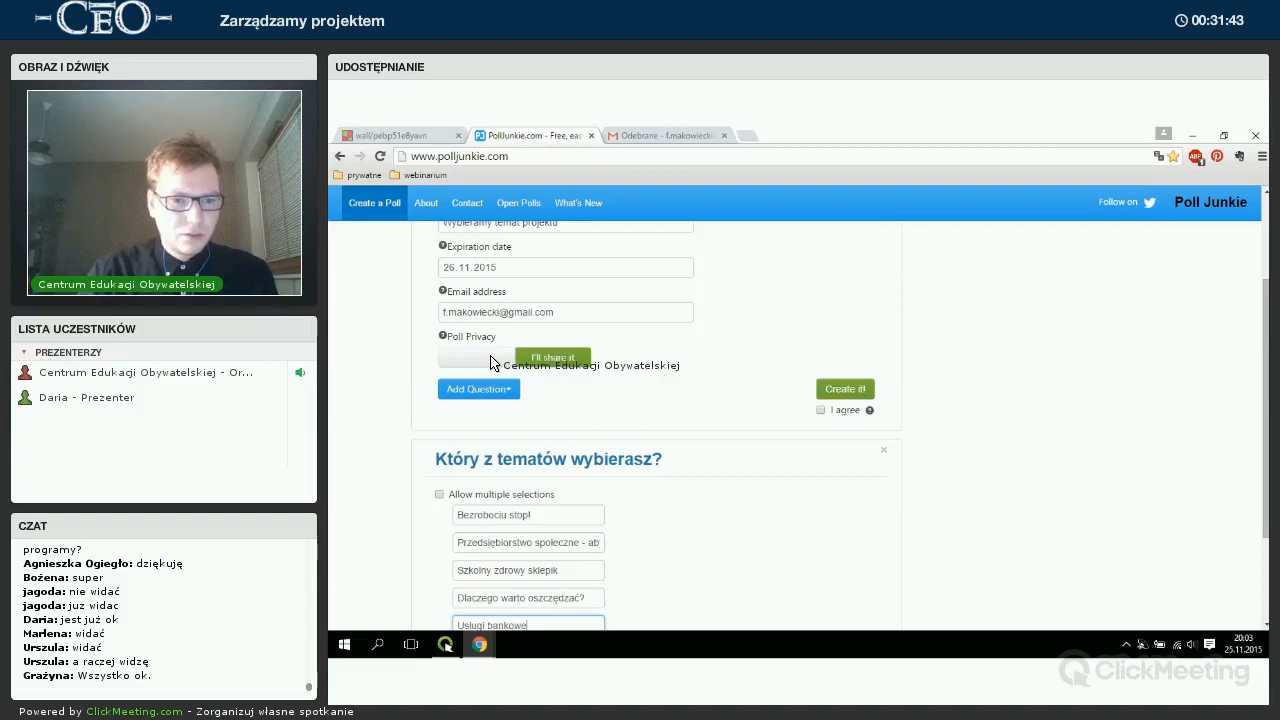 CEO
Zarządzamy projektem
00:31:43
OBRAZ I DŹWIĘK
Centrum Edukacji Obywatelskiej
LISTA UCZESTNIKÓW
PREZENTERZY
Centrum Edukacji Obywatelskiej - Or...
Daria - Prezenter
CZAT
programy?
Agnieszka Ogiegło: dziękuję
Bożena: super
jagoda: nie widać
jagoda: juz widac
Daria: jest już ok
Marlena: widać
Urszula: widać
Urszula: a raczej widzę
Grażyna: Wszystko ok.
Powered by ClickMeeting.com - Zorganizuj własne spotkanie
UDOSTĘPNIANIE
wall/pebp51e8yavn
PollJunkie.com - Free, eas
Odebrane - f.makowiecki
www.polljunkie.com
ABP
prywatne
webinarium
Create a Poll
About
Contact
Open Polls
What's New
Follow on
Poll Junkie
Wybieramy temat projektu
Expiration date
26.11.2015
Email address
f.makowiecki@gmail.com
Poll Privacy
I'll share it
Centrum Edukacji Obywatelskiej
Add Question
Create it!
I agree
Który z tematów wybierasz?
Allow multiple selections
Bezrobociu stop!
Przedsiębiorstwo społeczne - ab
Szkolny zdrowy sklepik
Dlaczego warto oszczędzać?
Usługi bankowe
20:03
25.11.2015
ClickMeeting